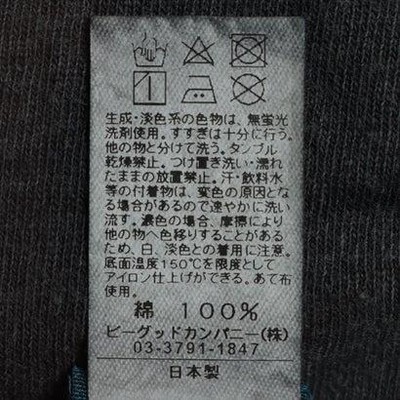 生成・淡色系の色物は、無蛍光
洗剤使用。すすぎは十分に行う。
他の物と分けて洗う。タンブル
乾燥禁止。つけ置き洗い・濡れ
たままの放置禁止。汗・飲料水
等の付着物は、変色の原因とな
る場合があるので速やかに洗い
流す。濃色の場合、摩擦により
他の物へ色移りすることがある
ため、白、淡色との着用に注意。
底面温度150℃を限度として
アイロン仕上げができる。あて布
使用。
綿 100%
ビーグッドカンパニー(株)
03-3791-1847
日本製